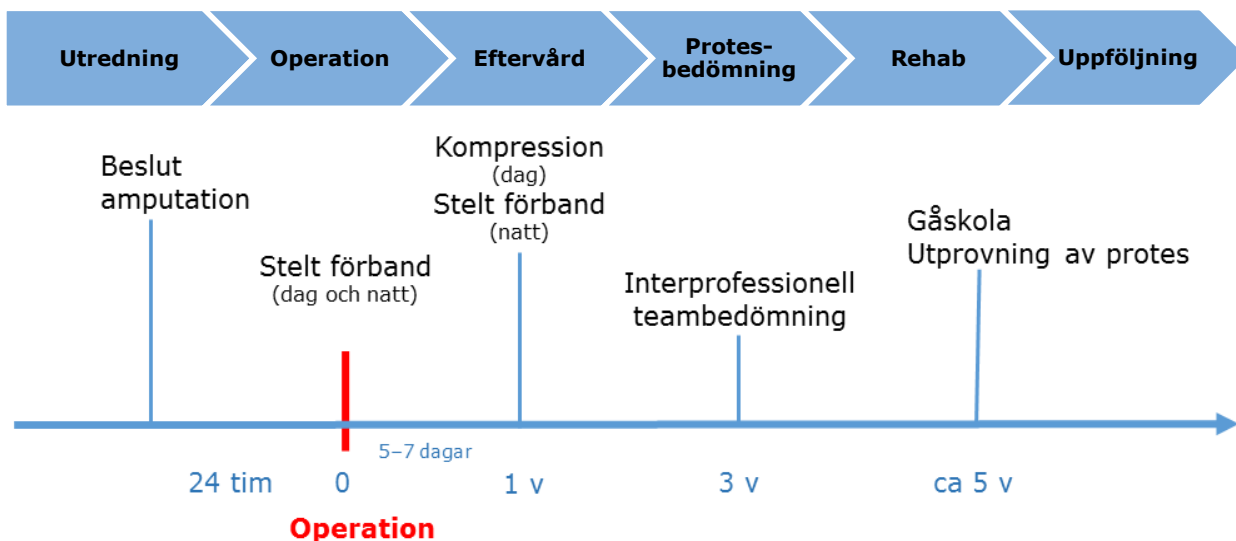 Utredning
Operation
Eftervård
Protes-
bedömning
Rehab
Uppföljning
Beslut
amputation
Stelt förband
(dag och natt)
Kompression
(dag)
Stelt förband
(natt)
Interprofessionell
teambedömning
Gåskola
Utprovning av protes
5–7 dagar
24 tim
0
1 v
3 v
ca 5 v
Operation